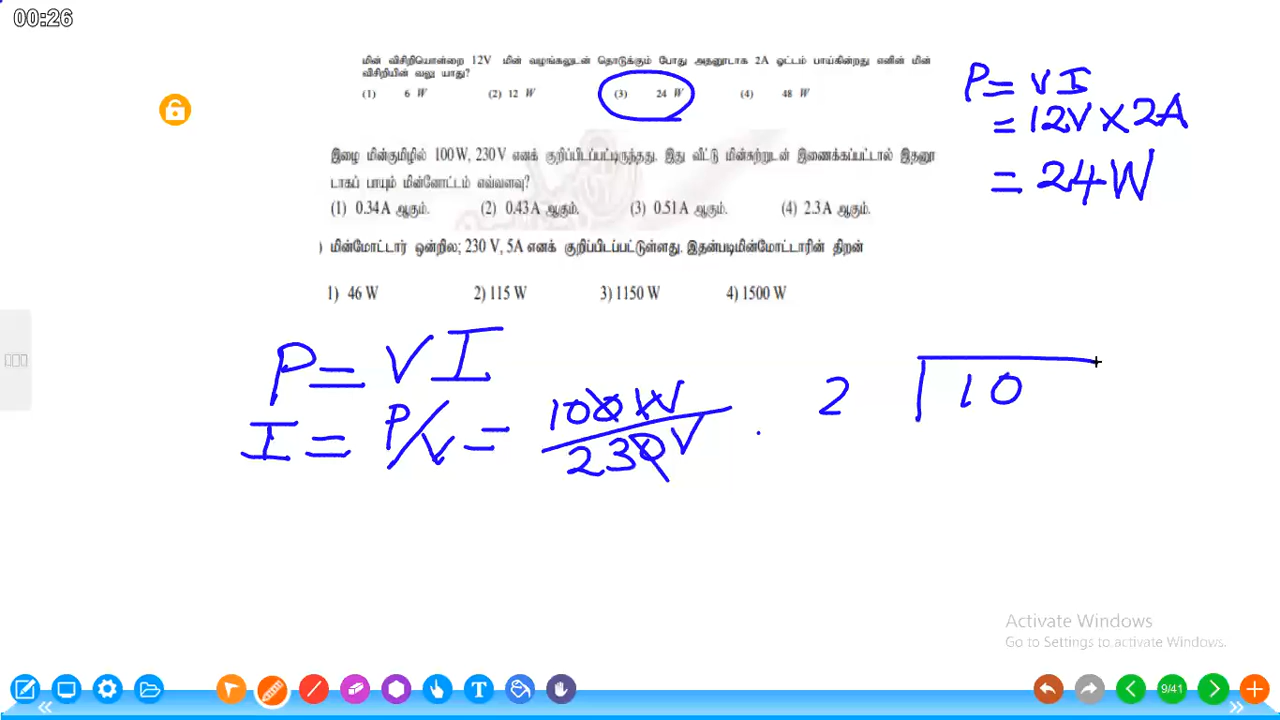 00:26
மின் விசிறியொன்றை 12V மின் வழங்கலுடன் தொடுக்கும் போது அதனூடாக 2A ஓட்டம் பாய்கின்றது எனின் மின்
விசிறியின் வலு யாது?
(1) 6 W (2) 12 W (3) 24 W (4) 48 W
P = VI
= 12V × 2A
= 24W
இழை மின்குமிழில் 100 W, 230 V எனக் குறிப்பிடப்பட்டிருந்தது. இது வீட்டு மின்சுற்றுடன் இணைக்கப்பட்டால் இதனூ
டாகப் பாயும் மின்னோட்டம் எவ்வளவு?
(1) 0.34 A ஆகும். (2) 0.43 A ஆகும். (3) 0.51 A ஆகும். (4) 2.3 A ஆகும்.
) மின்மோட்டார் ஒன்றில; 230 V, 5A எனக் குறிப்பிடப்பட்டுள்ளது. இதன்படிமின்மோட்டாரின் திறன்
1) 46 W 2) 115 W 3) 1150 W 4) 1500 W
P = VI
I = P/V = 100W / 230V
2 10
Activate Windows
Go to Settings to activate Windows.
9/41